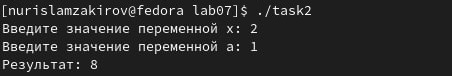 [nurislamzakirov@fedora lab07]$ ./task2
Введите значение переменной x: 2
Введите значение переменной a: 1
Результат: 8